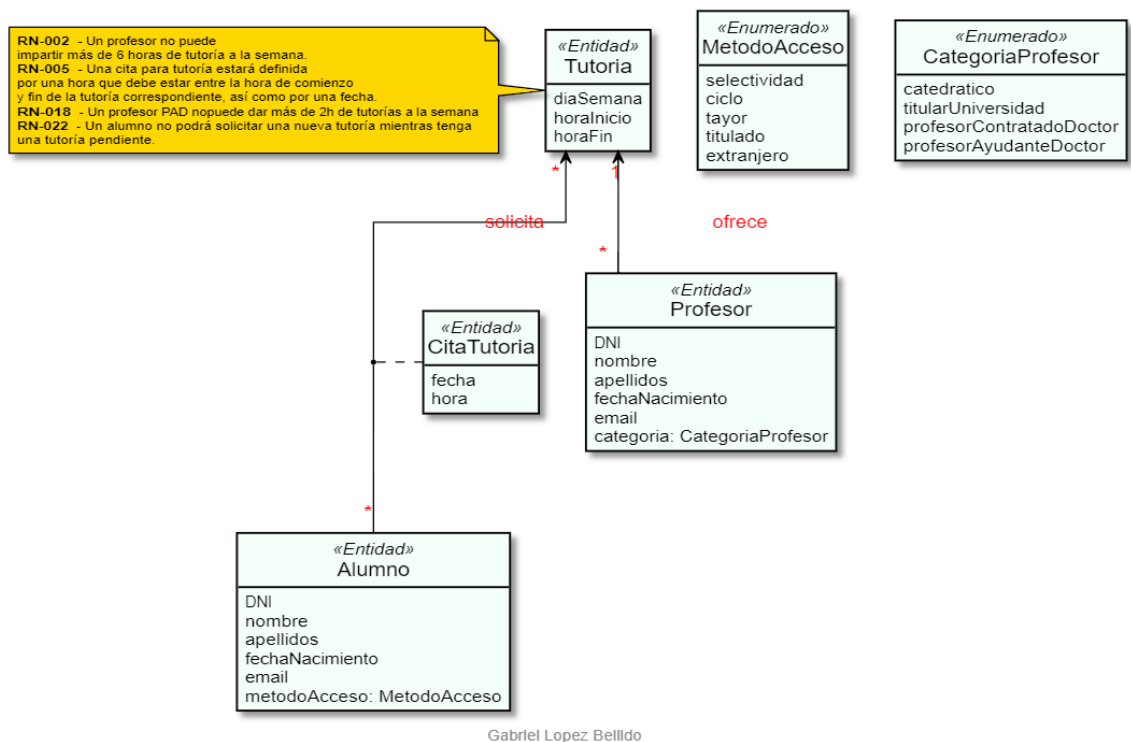 RN-002 - Un profesor no puede
impartir más de 6 horas de tutoría a la semana.
RN-005 - Una cita para tutoría estará definida
por una hora que debe estar entre la hora de comienzo
y fin de la tutoría correspondiente, así como por una fecha.
RN-018 - Un profesor PAD nopuede dar más de 2h de tutorías a la semana
RN-022 - Un alumno no podrá solicitar una nueva tutoría mientras tenga
una tutoría pendiente.
«Entidad»
Tutoria
diaSemana
horaInicio
horaFin
«Enumerado»
MetodoAcceso
selectividad
ciclo
tayor
titulado
extranjero
«Enumerado»
CategoriaProfesor
catedratico
titularUniversidad
profesorContratadoDoctor
profesorAyudanteDoctor
*
1
solicita
ofrece
*
«Entidad»
Profesor
DNI
nombre
apellidos
fechaNacimiento
email
categoria: CategoriaProfesor
«Entidad»
CitaTutoria
fecha
hora
*
«Entidad»
Alumno
DNI
nombre
apellidos
fechaNacimiento
email
metodoAcceso: MetodoAcceso
Gabriel Lopez Bellido